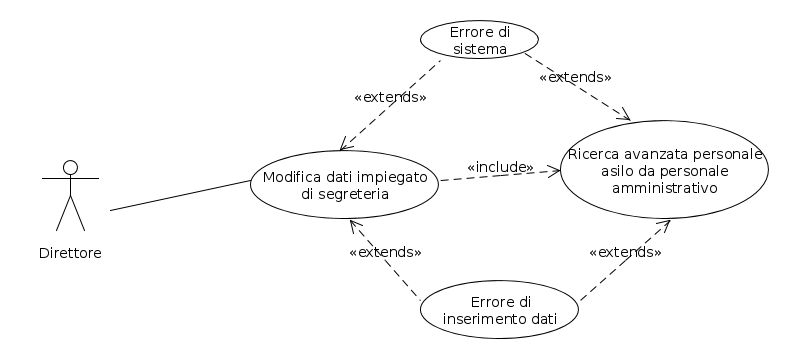 Errore di
sistema
«extends»
«extends»
Modifica dati impiegato
di segreteria
«include»
Ricerca avanzata personale
asilo da personale
amministrativo
Direttore
«extends»
«extends»
Errore di
inserimento dati